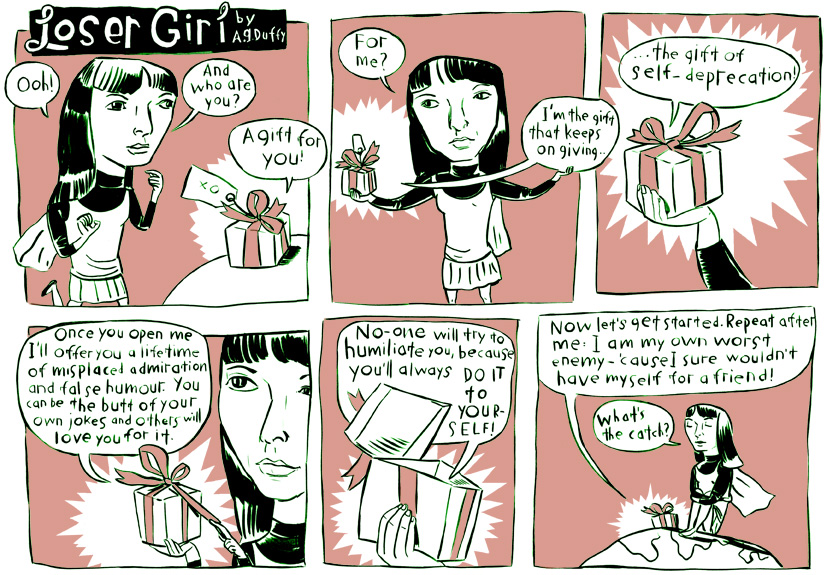 Loser Girl
by
A.G.Duffy
Ooh!
And
who are
you?
A gift for
you!
xo
For
me?
I'm the gift
that keeps
on giving..
...the gift of
self-deprecation!
Once you open me
I'll offer you a lifetime
of misplaced admiration
and false humour. You
can be the butt of your
own jokes and others will
love you for it.
No-one will try to
humiliate you, because
you'll always DO IT
to
YOUR-
SELF!
Now let's get started. Repeat after
me: I am my own worst
enemy-'cause I sure wouldn't
have myself for a friend!
What's
the catch?